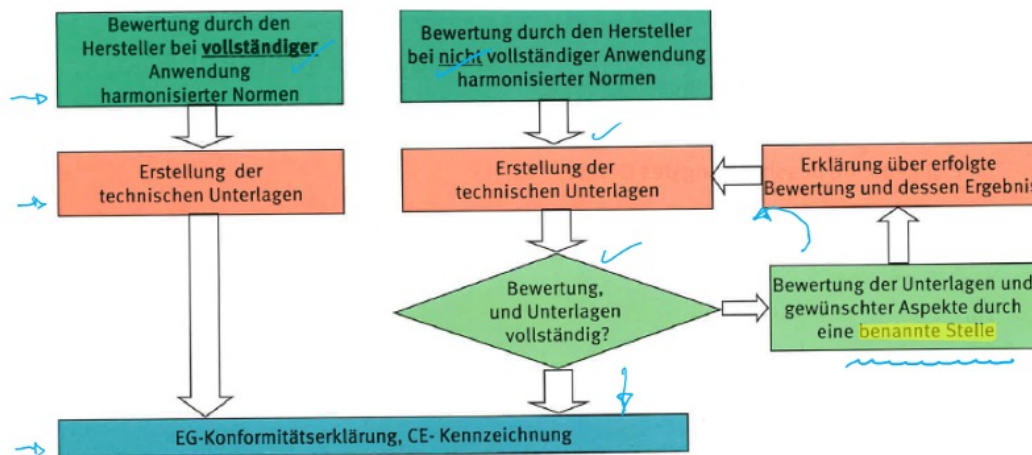 Bewertung durch den
Hersteller bei vollständiger
Anwendung
harmonisierter Normen
Bewertung durch den Hersteller
bei nicht vollständiger Anwendung
harmonisierter Normen
Erstellung der
technischen Unterlagen
Erstellung der
technischen Unterlagen
Erklärung über erfolgte
Bewertung und dessen Ergebnis
Bewertung,
und Unterlagen
vollständig?
Bewertung der Unterlagen und
gewünschter Aspekte durch
eine benannte Stelle
EG-Konformitätserklärung, CE- Kennzeichnung